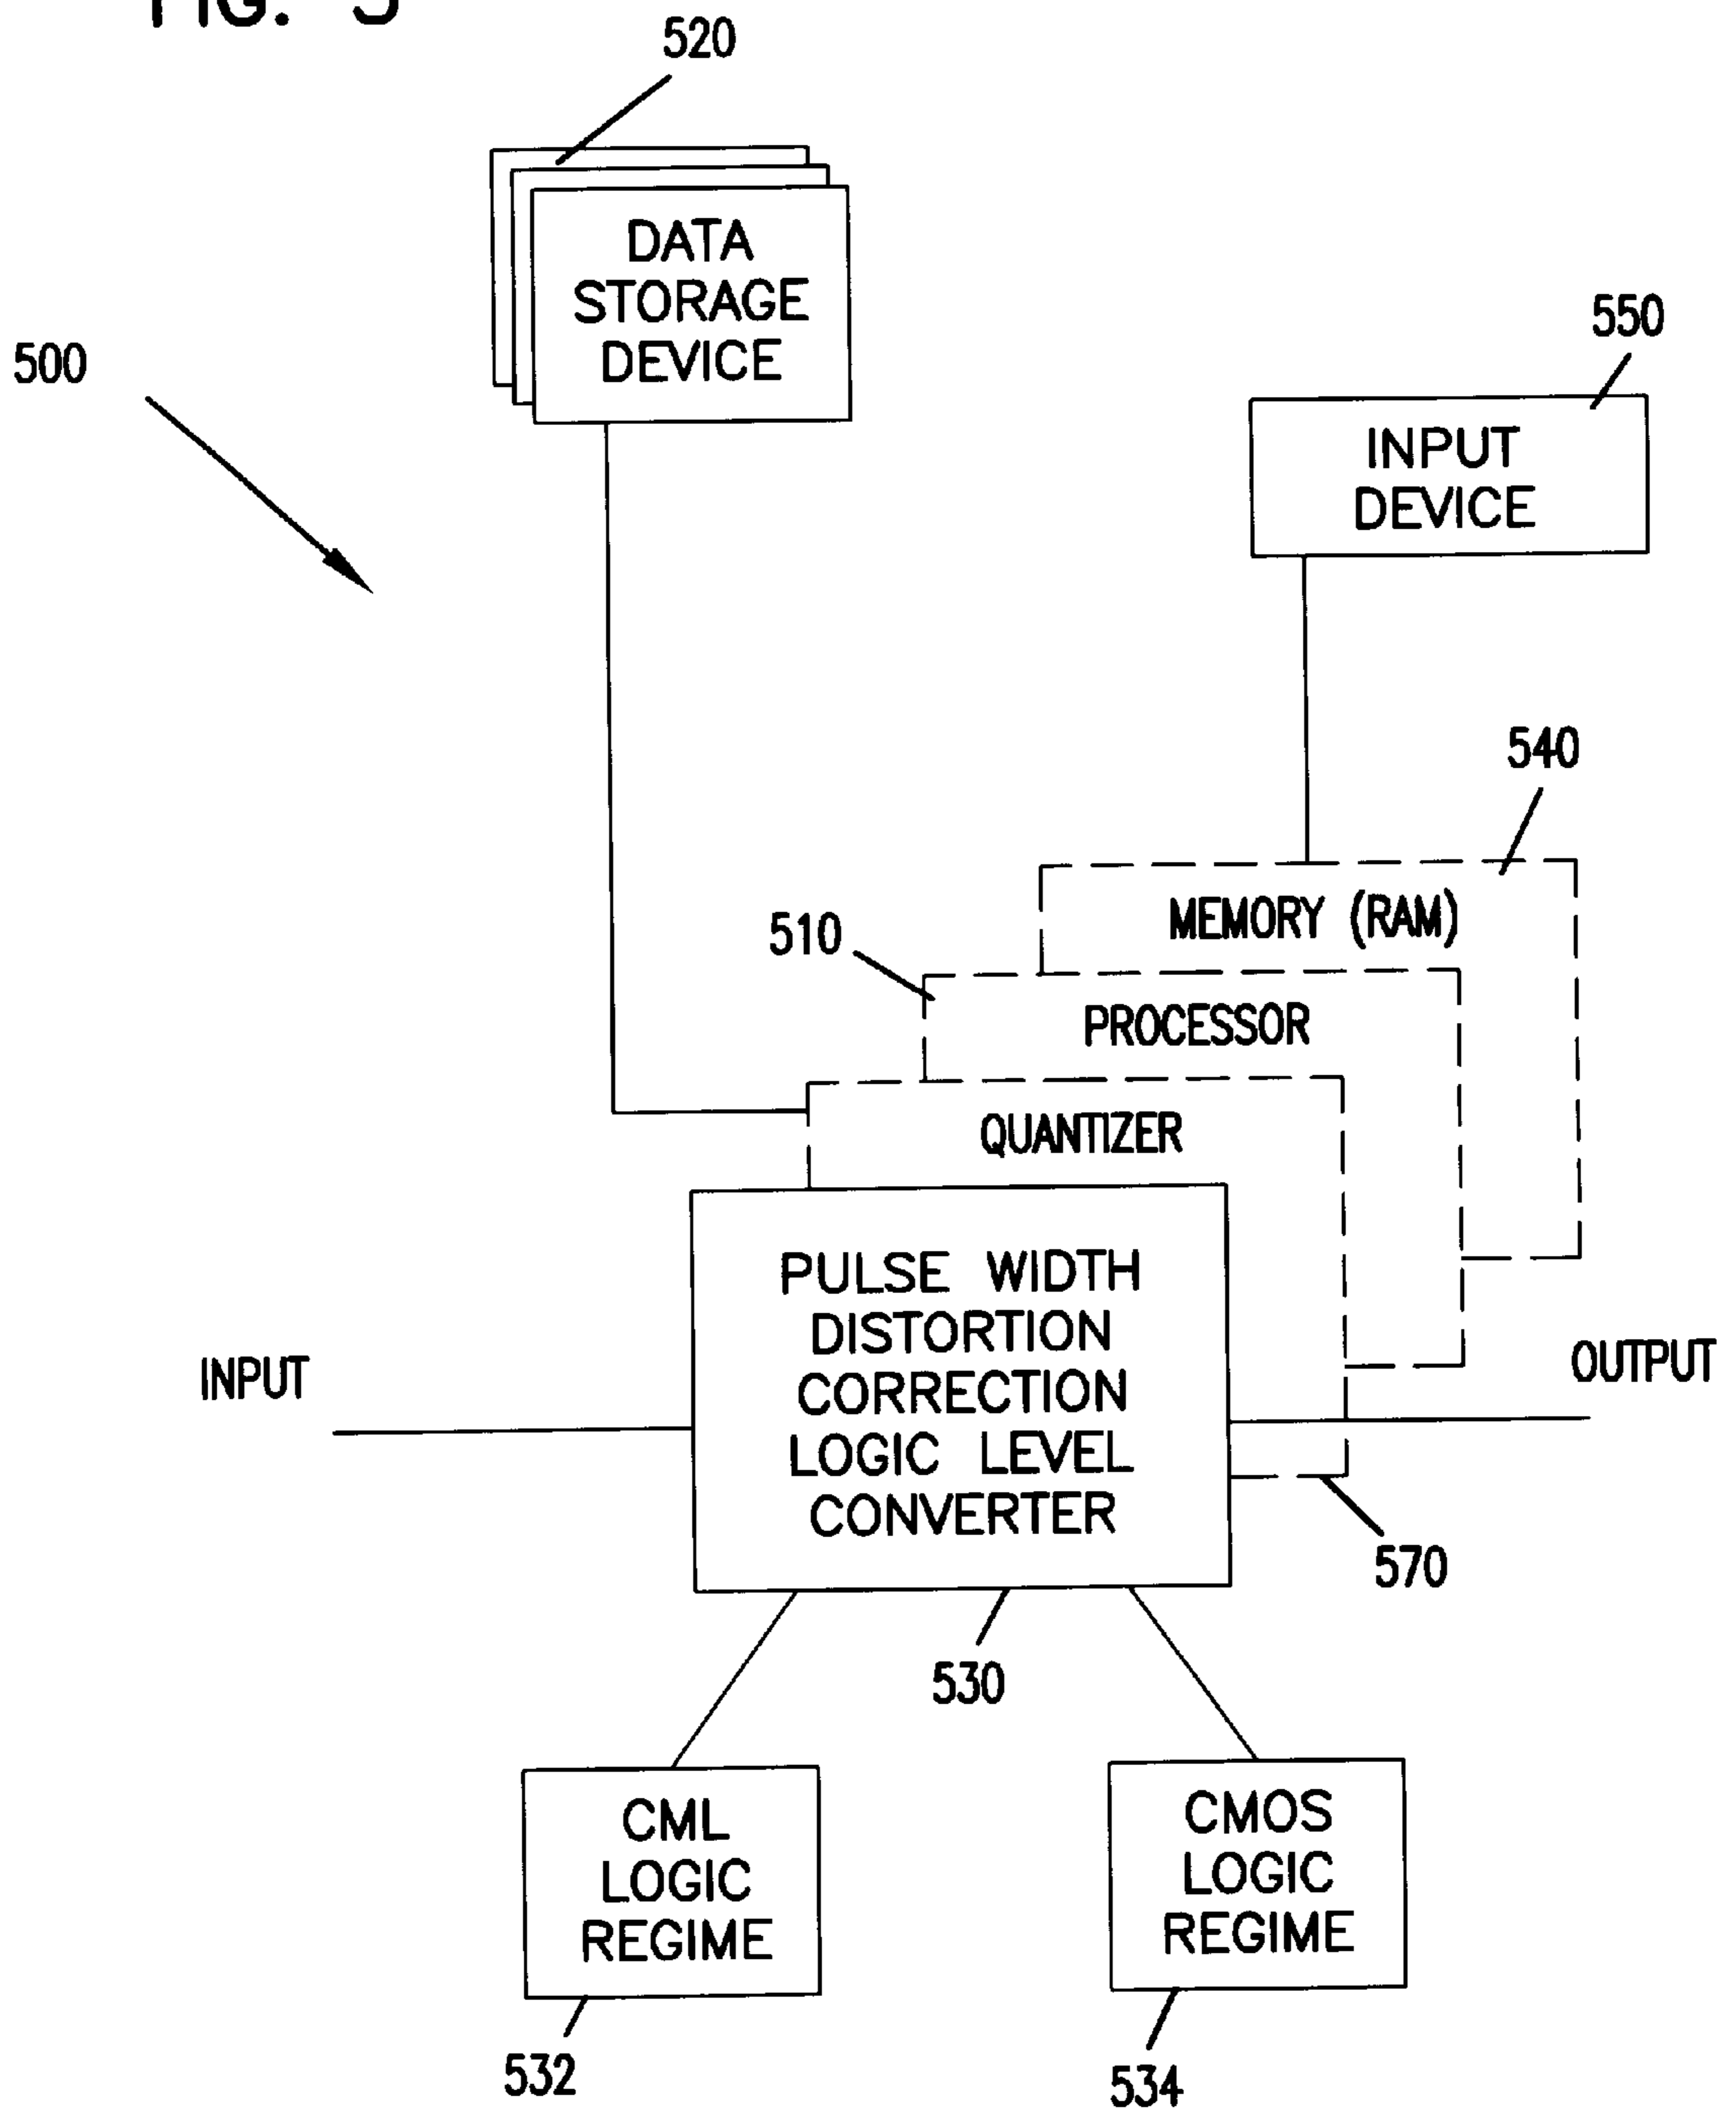 FIG. 5
520
DATA
STORAGE
DEVICE
500
550
INPUT
DEVICE
540
MEMORY (RAM)
510
PROCESSOR
QUANTIZER
PULSE WIDTH
DISTORTION
CORRECTION
LOGIC LEVEL
CONVERTER
INPUT
OUTPUT
570
530
CML
LOGIC
REGIME
CMOS
LOGIC
REGIME
532
534